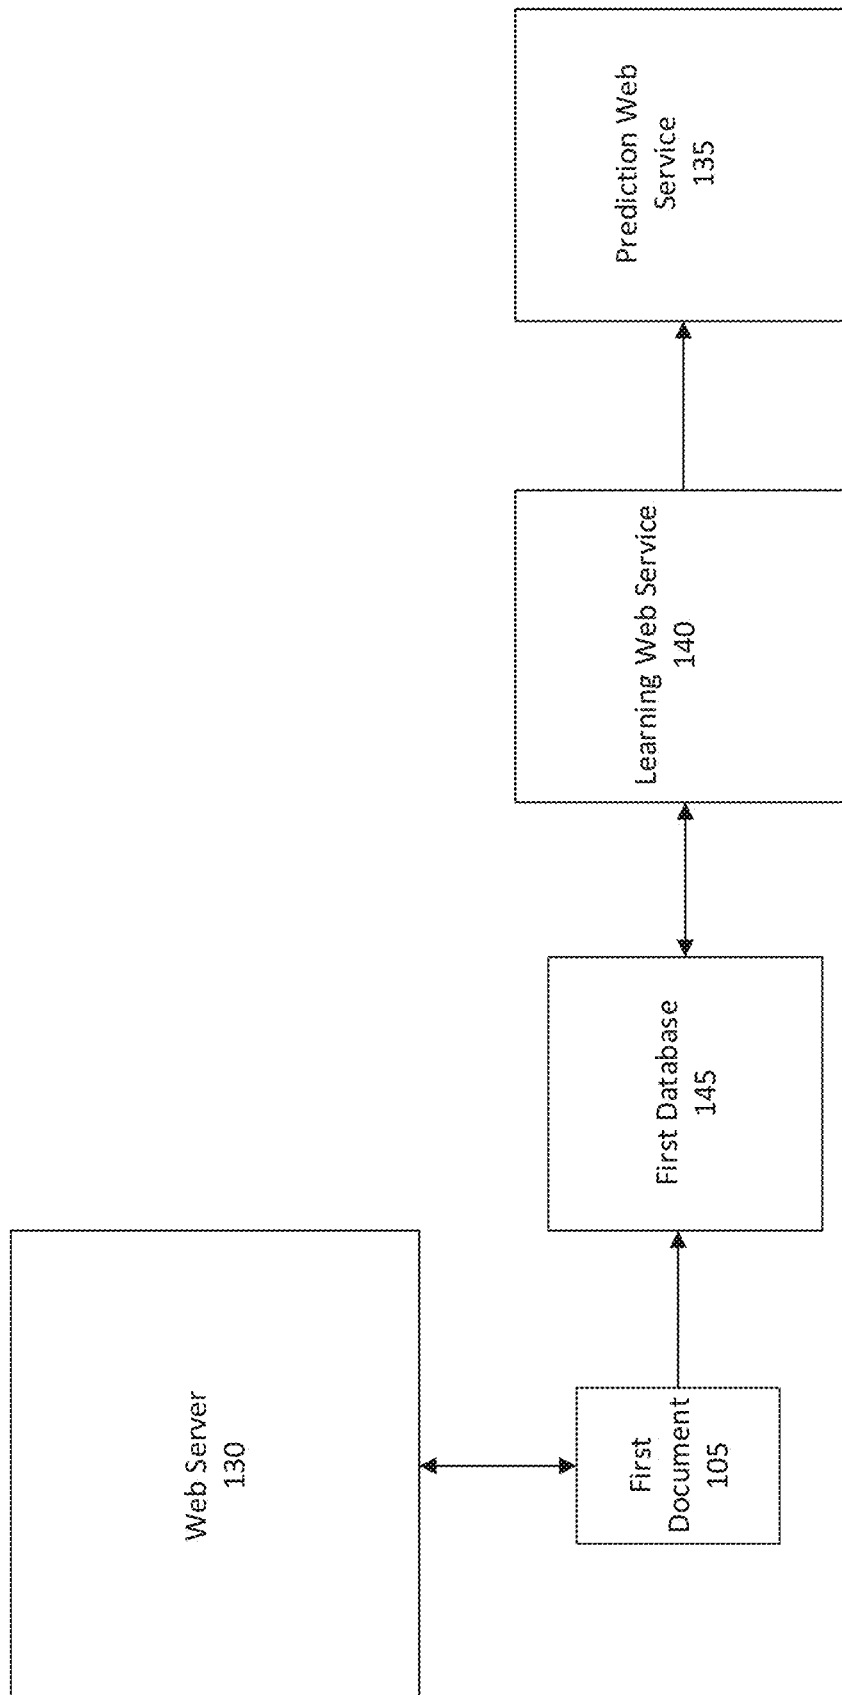 Web Server
130
First
Document
105
First Database
145
Learning Web Service
140
Prediction Web
Service
135